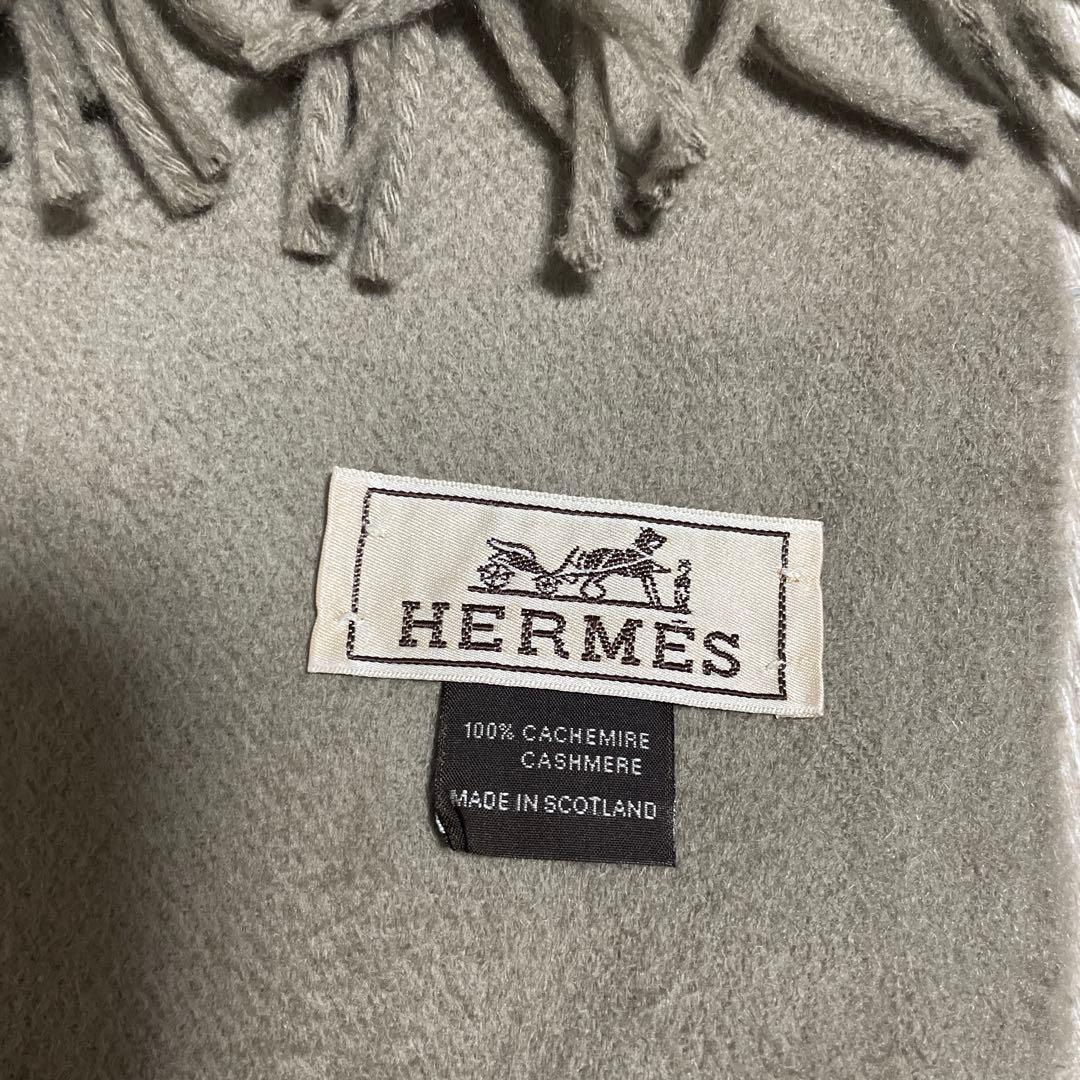 HERMÈS
100% CACHEMIRE
CASHMERE
MADE IN SCOTLAND